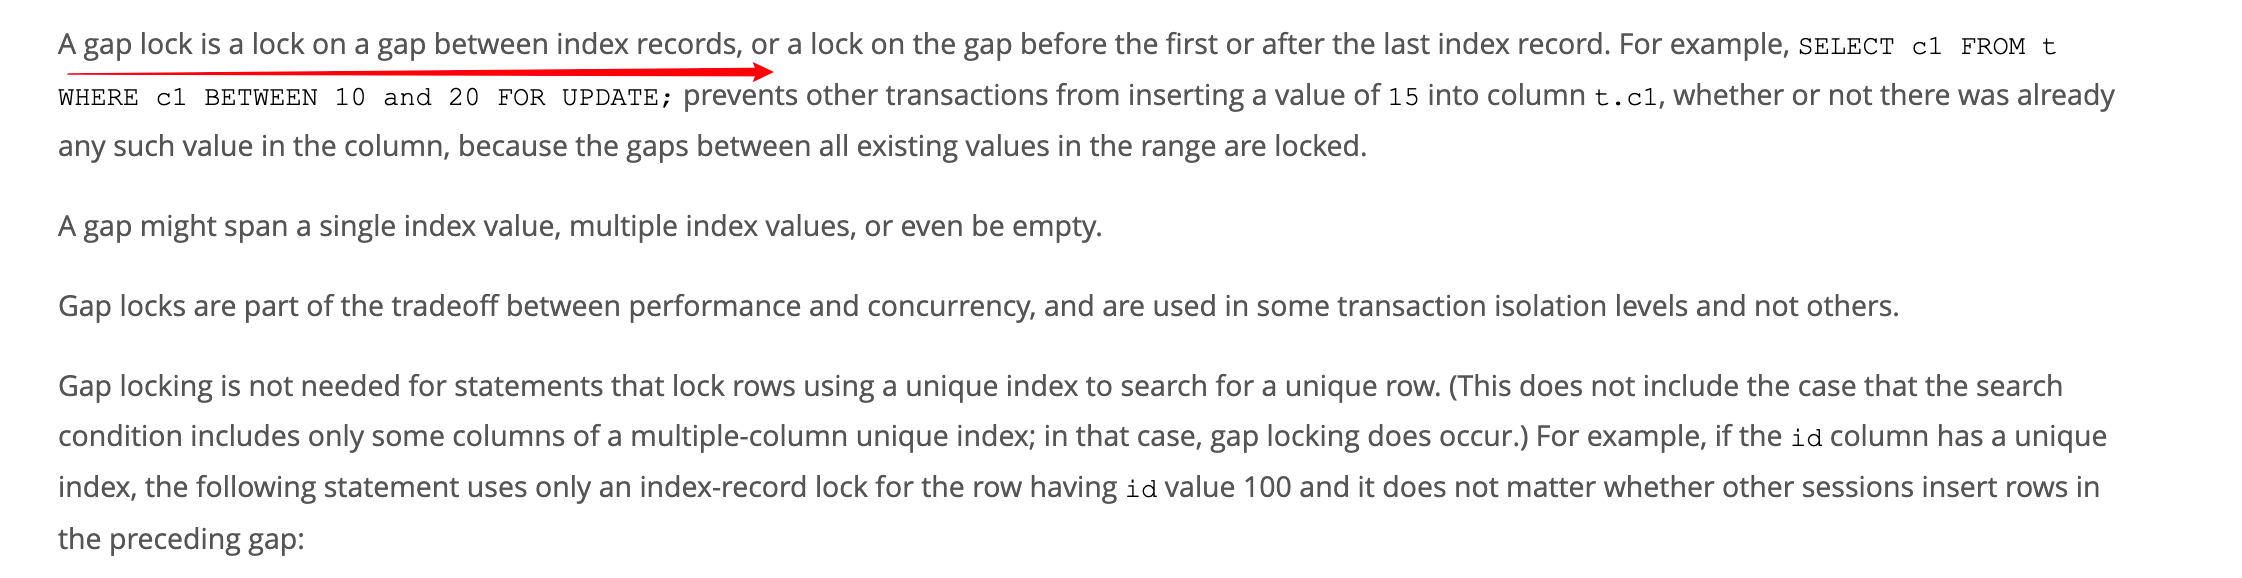 A gap lock is a lock on a gap between index records, or a lock on the gap before the first or after the last index record. For example, SELECT c1 FROM t
WHERE c1 BETWEEN 10 and 20 FOR UPDATE; prevents other transactions from inserting a value of 15 into column t.c1, whether or not there was already
any such value in the column, because the gaps between all existing values in the range are locked.
A gap might span a single index value, multiple index values, or even be empty.
Gap locks are part of the tradeoff between performance and concurrency, and are used in some transaction isolation levels and not others.
Gap locking is not needed for statements that lock rows using a unique index to search for a unique row. (This does not include the case that the search
condition includes only some columns of a multiple-column unique index; in that case, gap locking does occur.) For example, if the id column has a unique
index, the following statement uses only an index-record lock for the row having id value 100 and it does not matter whether other sessions insert rows in
the preceding gap: